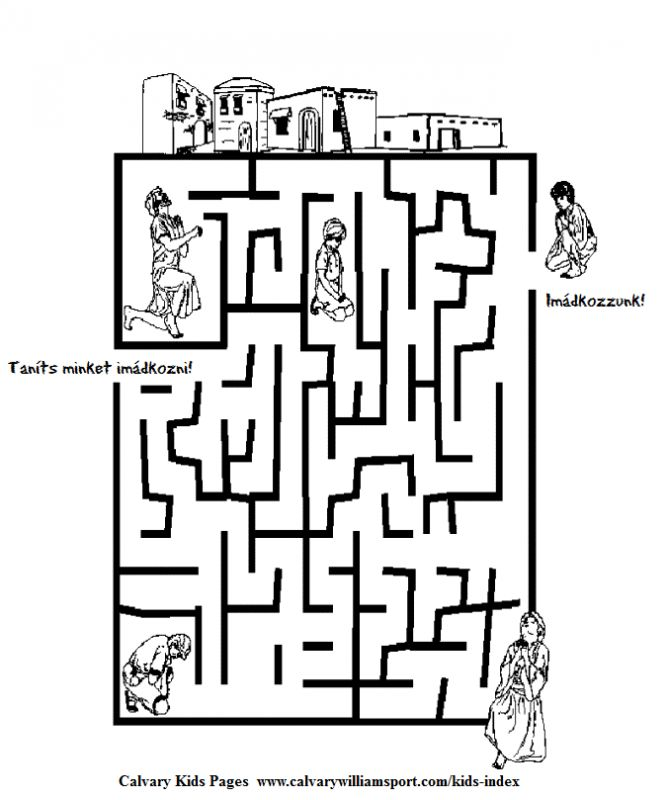 Imádkozzunk!
Taníts minket imádkozni!
Calvary Kids Pages www.calvarywilliamsport.com/kids-index